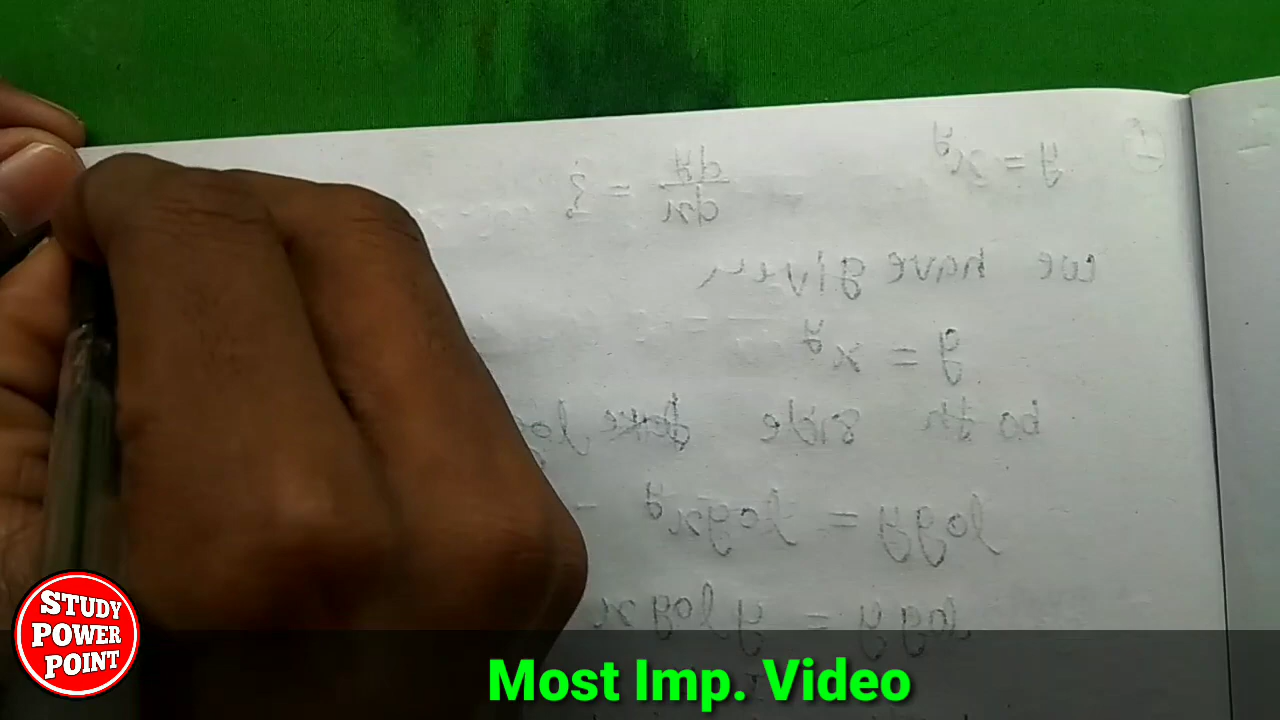 y = x^y dy/dx = ?
we have given
y = x^y
both side take log
log y = log x^y -
log y = y log x
STUDY
POWER
POINT
Most Imp. Video